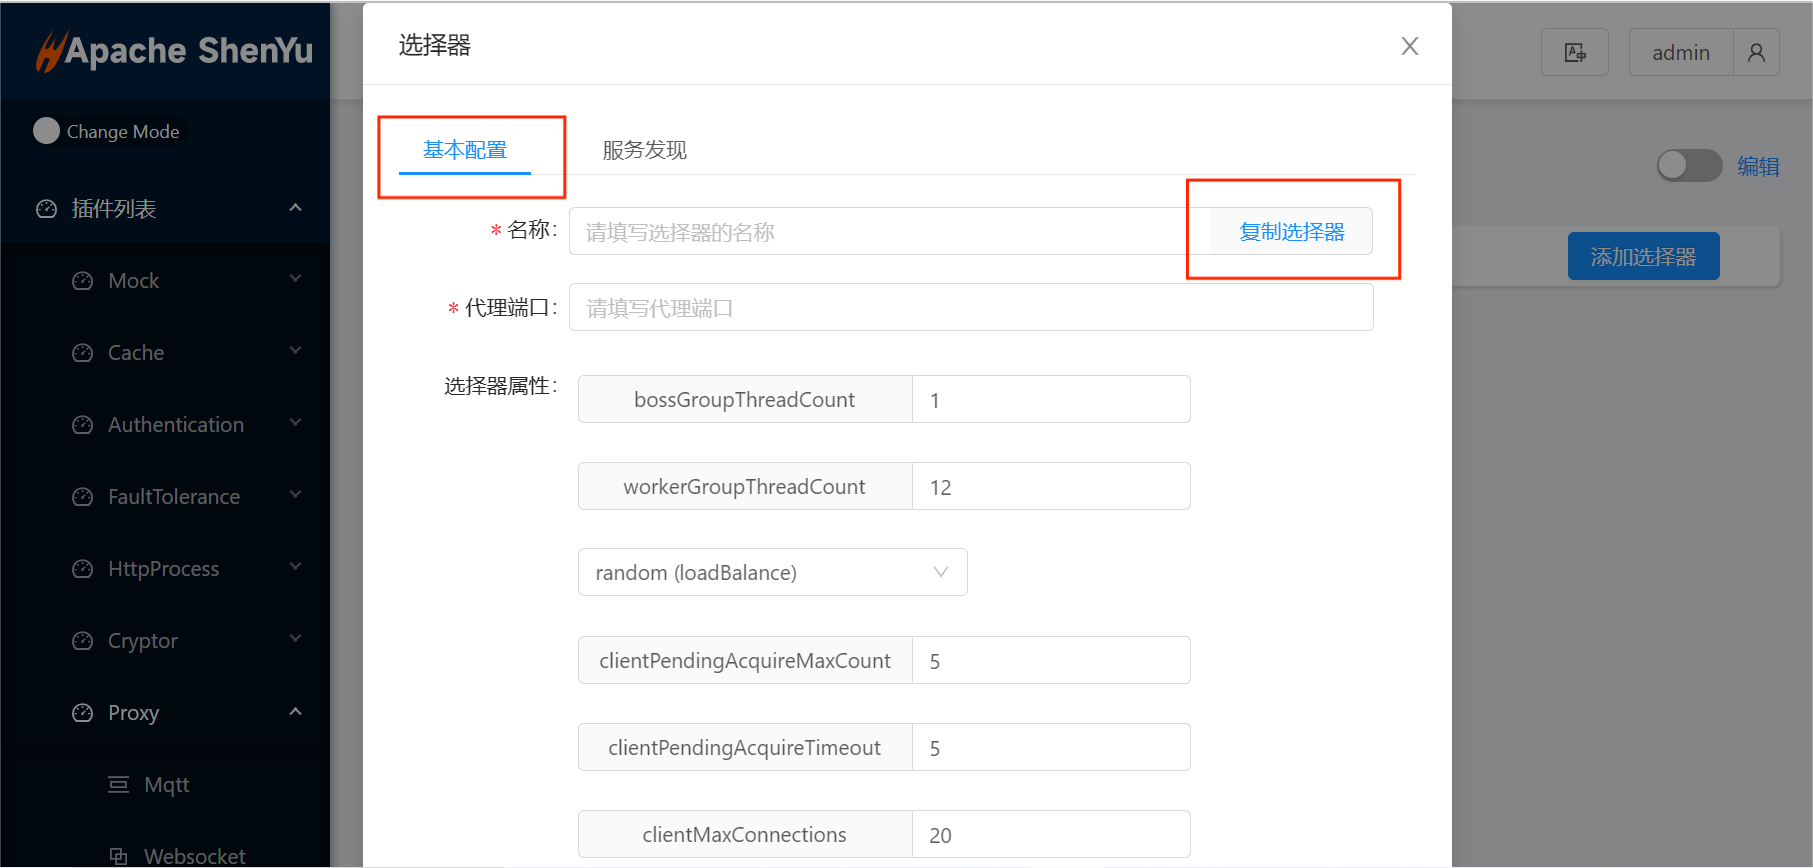 Apache ShenYu
Change Mode
插件列表
Mock
Cache
Authentication
FaultTolerance
HttpProcess
Cryptor
Proxy
Mqtt
Websocket
选择器
基本配置
服务发现
* 名称: 请填写选择器的名称 复制选择器
* 代理端口: 请填写代理端口
选择器属性: bossGroupThreadCount 1
workerGroupThreadCount 12
random (loadBalance)
clientPendingAcquireMaxCount 5
clientPendingAcquireTimeout 5
clientMaxConnections 20
A中 admin
编辑
添加选择器